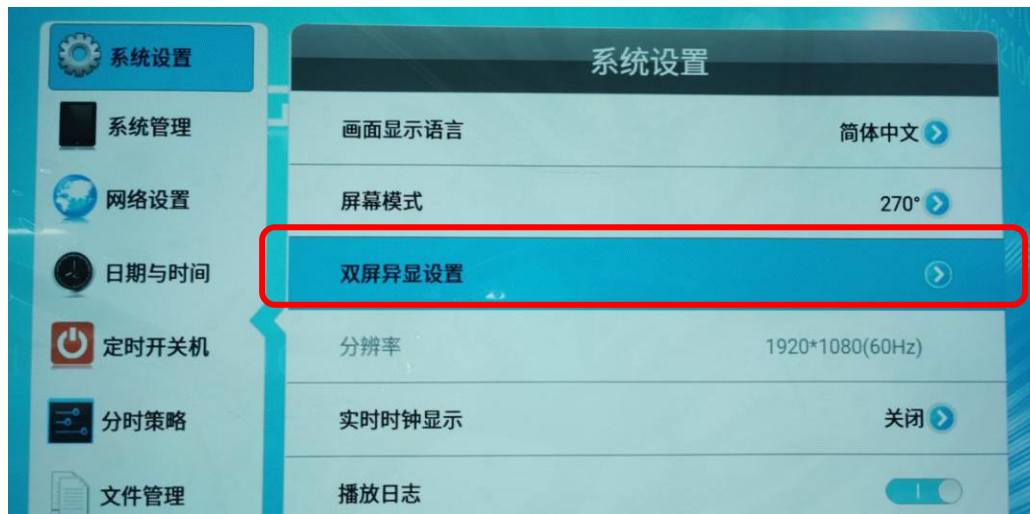 系统设置
系统管理
网络设置
日期与时间
定时开关机
分时策略
文件管理
系统设置
画面显示语言 简体中文
屏幕模式 270°
双屏异显设置
分辨率 1920*1080(60Hz)
实时时钟显示 关闭
播放日志